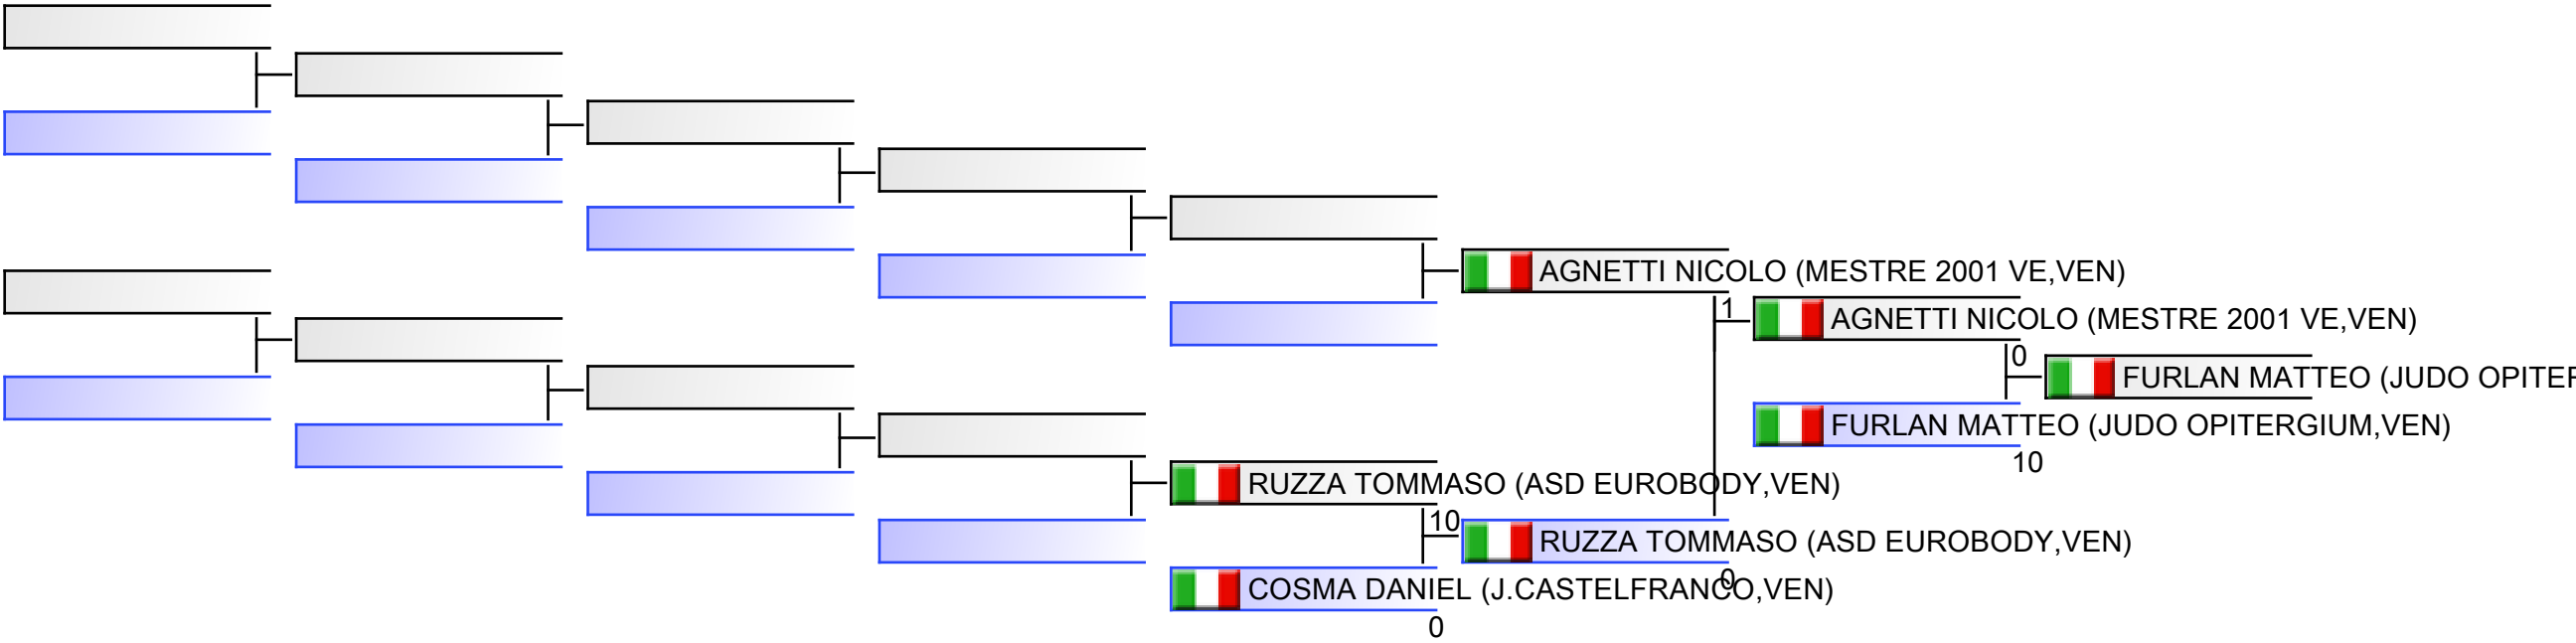 AGNETTI NICOLO (MESTRE 2001 VE,VEN)
1
AGNETTI NICOLO (MESTRE 2001 VE,VEN)
0
FURLAN MATTEO (JUDO OPITER
FURLAN MATTEO (JUDO OPITERGIUM,VEN)
10
RUZZA TOMMASO (ASD EUROBODY,VEN)
10
RUZZA TOMMASO (ASD EUROBODY,VEN)
0
COSMA DANIEL (J.CASTELFRANCO,VEN)
0